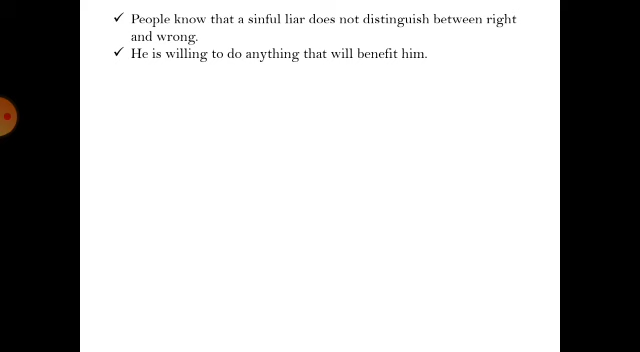 ✓ People know that a sinful liar does not distinguish between right
and wrong.
✓ He is willing to do anything that will benefit him.